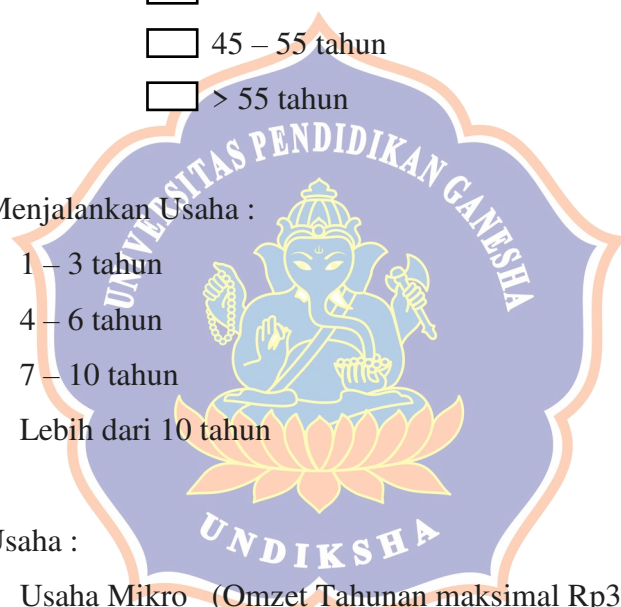 45 – 55 tahun
> 55 tahun
UNIVERSITAS PENDIDIKAN GANESHA
Menjalankan Usaha :
1 – 3 tahun
4 – 6 tahun
7 – 10 tahun
Lebih dari 10 tahun
UNDIKSHA
Usaha :
Usaha Mikro (Omzet Tahunan maksimal Rp3